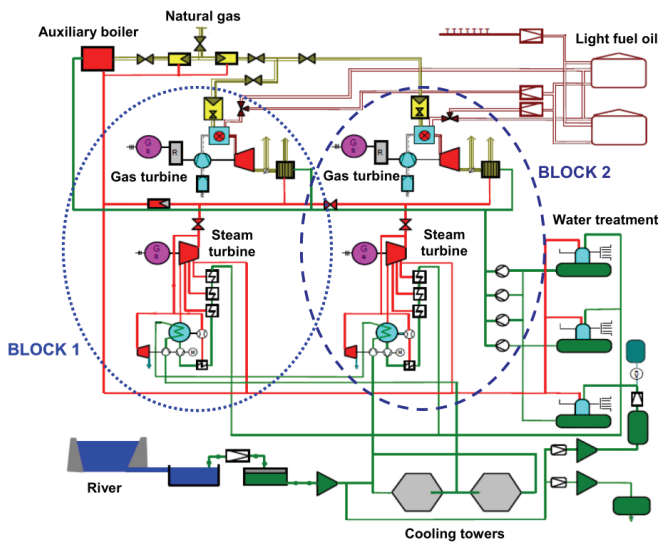 Natural gas
Auxiliary boiler
Light fuel oil
G
R
Gas turbine
G
R
Gas turbine
BLOCK 2
Water treatment
Steam
turbine
G
Steam
turbine
G
BLOCK 1
M
M
River
Cooling towers